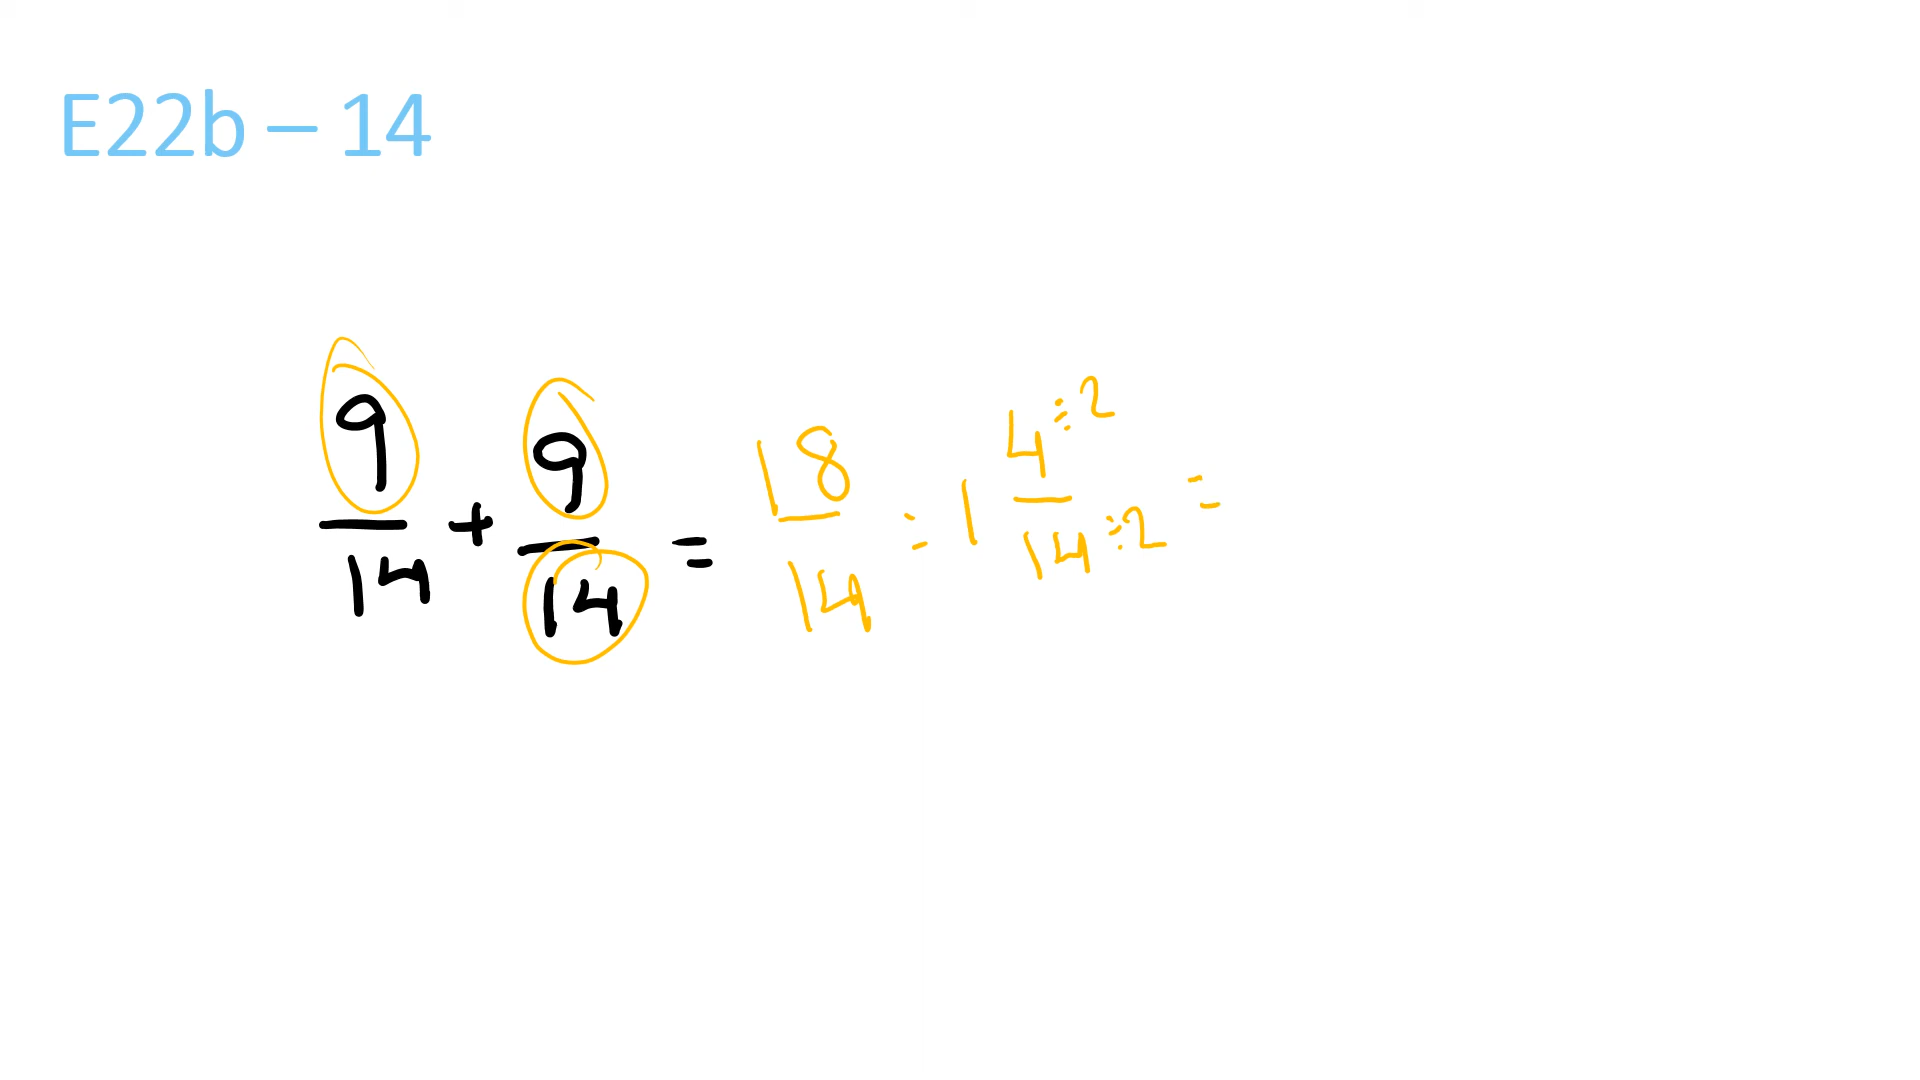 E22b – 14
9/14 + 9/14 = 18/14 = 1 4÷2/14÷2 =